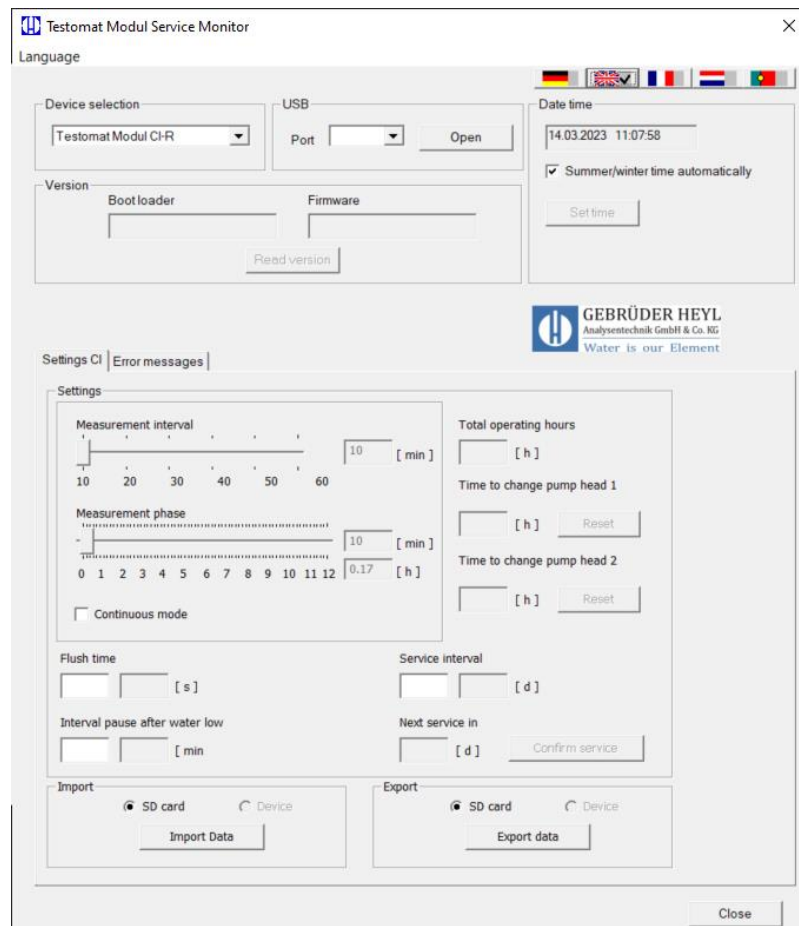 Testomat Modul Service Monitor
Language
Device selection
Testomat Modul Cl-R
USB
Port
Open
Date time
14.03.2023 11:07:58
Summer/winter time automatically
Set time
Version
Boot loader
Firmware
Read version
GEBRÜDER HEYL
Analysentechnik GmbH & Co. KG
Water is our Element
Settings Cl
Error messages
Settings
Measurement interval
10
[ min ]
10 20 30 40 50 60
Measurement phase
10
[ min ]
0 1 2 3 4 5 6 7 8 9 10 11 12
0.17
[ h ]
Continuous mode
Total operating hours
[ h ]
Time to change pump head 1
[ h ]
Reset
Time to change pump head 2
[ h ]
Reset
Flush time
[ s ]
Service interval
[ d ]
Interval pause after water low
[ min
Next service in
[ d ]
Confirm service
Import
SD card
Device
Import Data
Export
SD card
Device
Export data
Close